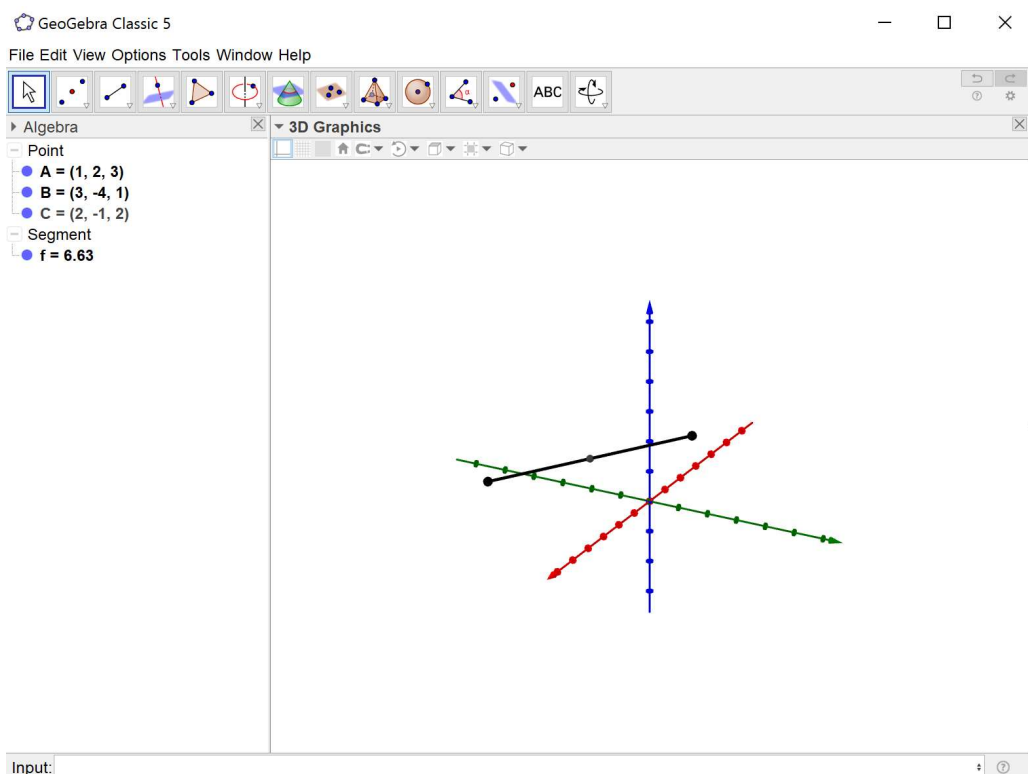 GeoGebra Classic 5
File Edit View Options Tools Window Help
ABC
Algebra
3D Graphics
Point
A = (1, 2, 3)
B = (3, -4, 1)
C = (2, -1, 2)
Segment
f = 6.63
Input: